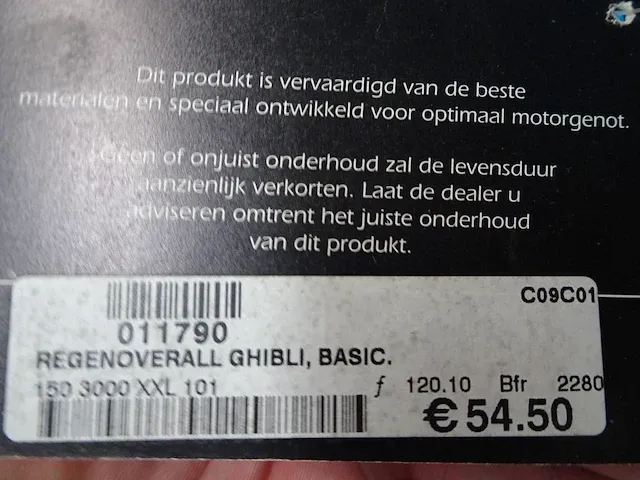 Dit produkt is vervaardigd van de beste
materialen en speciaal ontwikkeld voor optimaal motorgenot.
Geen of onjuist onderhoud zal de levensduur
aanzienlijk verkorten. Laat de dealer u
adviseren omtrent het juiste onderhoud
van dit produkt.
C09C01
011790
REGENOVERALL GHIBLI, BASIC.
150 3000 XXL 101 ƒ 120.10 Bfr 2280
€54.50